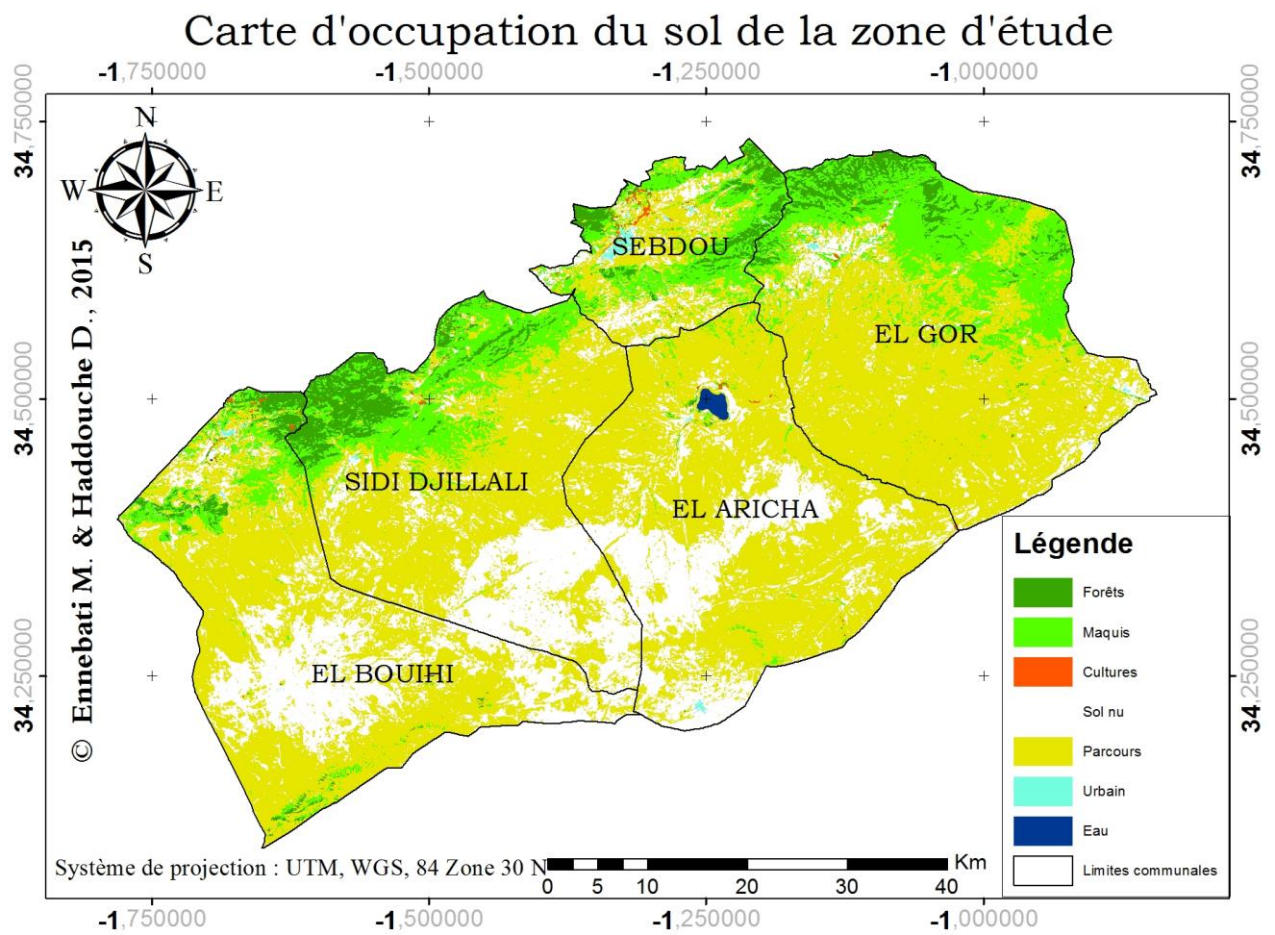 Carte d'occupation du sol de la zone d'étude
-1,750000 -1,500000 -1,250000 -1,000000
34,750000 34,750000
N
W E
S
SEBDOU
EL GOR
34,500000 34,500000
SIDI DJILLALI
EL ARICHA
EL BOUIHI
34,250000 34,250000
© Ennebati M. & Haddouche D., 2015
Légende
Forêts
Maquis
Cultures
Sol nu
Parcours
Urbain
Eau
Limites communales
Système de projection : UTM, WGS, 84 Zone 30 N
Km
0 5 10 20 30 40
-1,750000 -1,500000 -1,250000 -1,000000